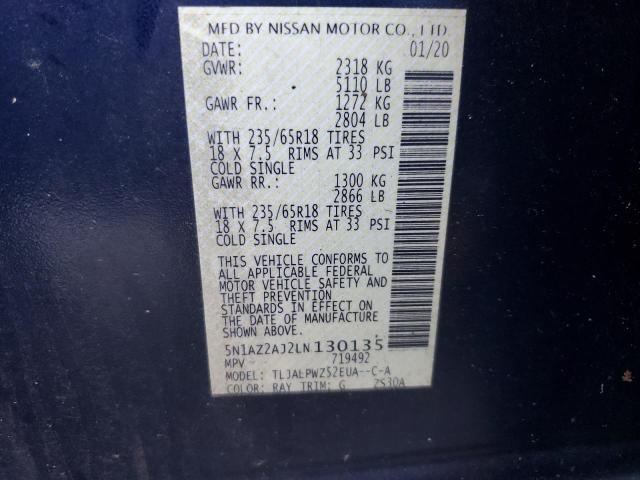 MFD BY NISSAN MOTOR CO., LTD.
DATE: 01/20
GVWR: 2318 KG
5110 LB
GAWR FR.: 1272 KG
2804 LB
WITH 235/65R18 TIRES
18 X 7.5 RIMS AT 33 PSI
COLD SINGLE
GAWR RR.: 1300 KG
2866 LB
WITH 235/65R18 TIRES
18 X 7.5 RIMS AT 33 PSI
COLD SINGLE
THIS VEHICLE CONFORMS TO
ALL APPLICABLE FEDERAL
MOTOR VEHICLE SAFETY AND
THEFT PREVENTION
STANDARDS IN EFFECT ON
THE DATE OF MANUFACTURE
SHOWN ABOVE.
5N1AZ2AJ2LN130135
MPV 719492
MODEL: TLJALPWZ52EUA--C-A
COLOR: RAY TRIM: G ZS30A